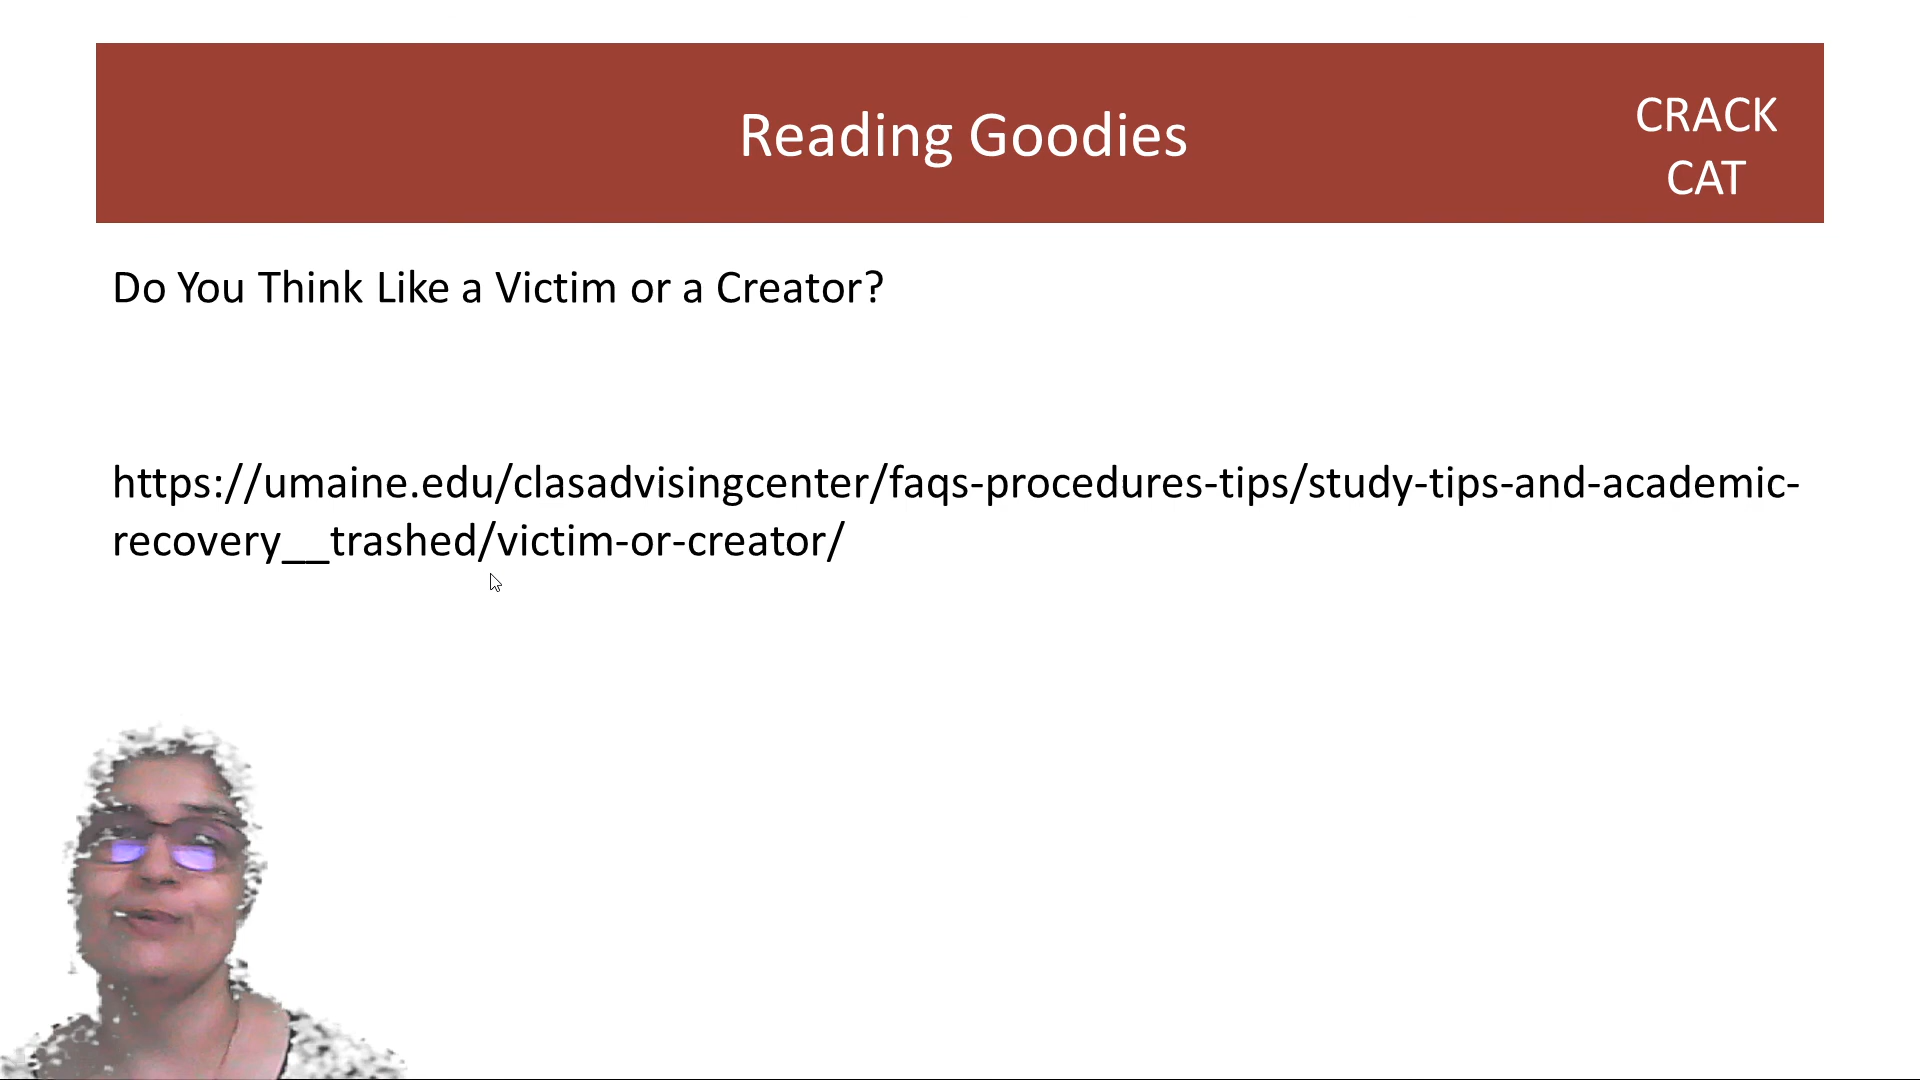 Reading Goodies
CRACK
CAT
Do You Think Like a Victim or a Creator?
https://umaine.edu/clasadvisingcenter/faqs-procedures-tips/study-tips-and-academic-
recovery__trashed/victim-or-creator/